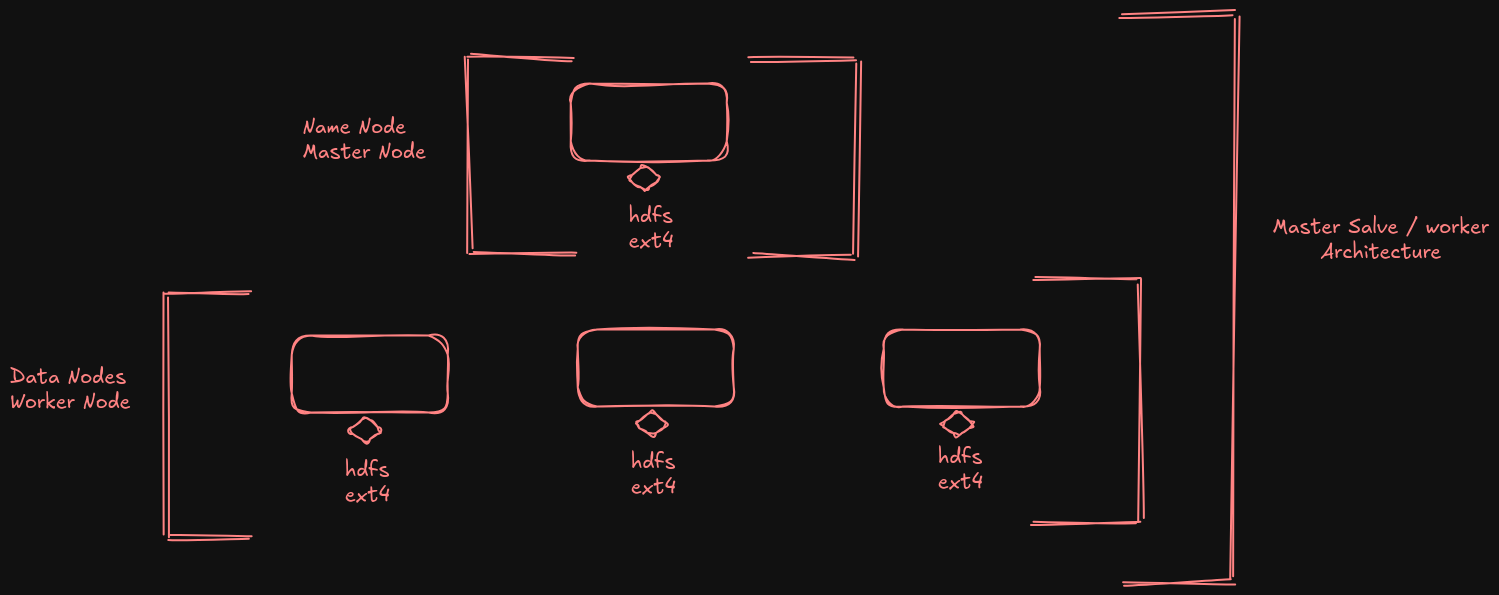 Name Node
Master Node
hdfs
ext4
Master Salve / worker
Architecture
Data Nodes
Worker Node
hdfs
ext4
hdfs
ext4
hdfs
ext4